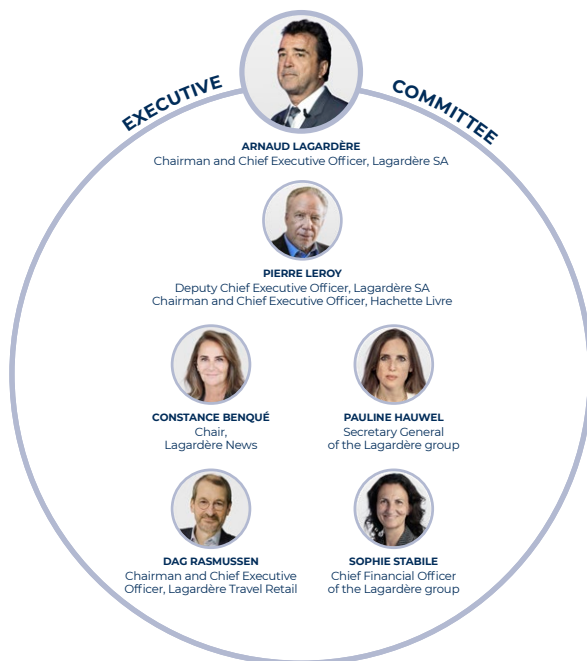 EXECUTIVE COMMITTEE
ARNAUD LAGARDÈRE
Chairman and Chief Executive Officer, Lagardère SA
PIERRE LEROY
Deputy Chief Executive Officer, Lagardère SA
Chairman and Chief Executive Officer, Hachette Livre
CONSTANCE BENQUÉ
Chair,
Lagardère News
PAULINE HAUWEL
Secretary General
of the Lagardère group
DAG RASMUSSEN
Chairman and Chief Executive
Officer, Lagardère Travel Retail
SOPHIE STABILE
Chief Financial Officer
of the Lagardère group